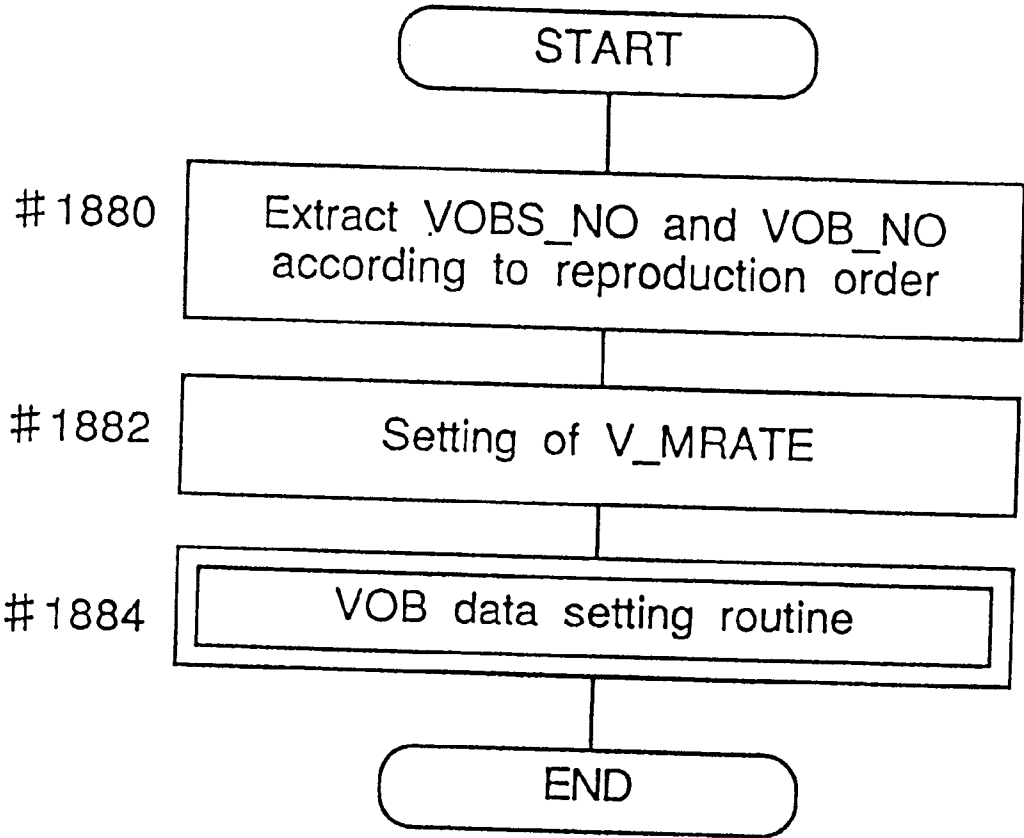 START
#1880
Extract VOBS_NO and VOB_NO
according to reproduction order
#1882
Setting of V_MRATE
#1884
VOB data setting routine
END